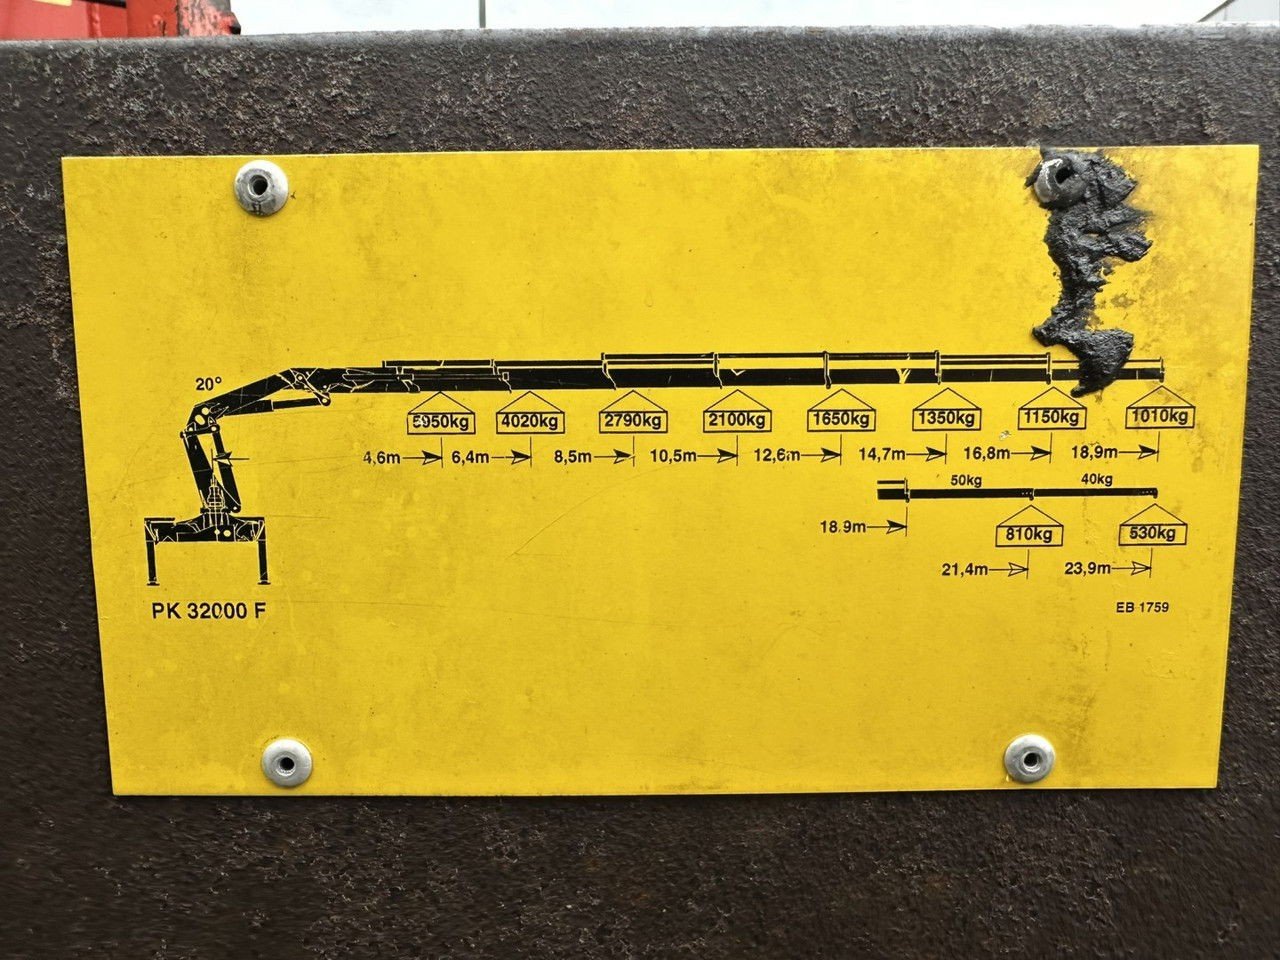 20°
5950kg 4020kg 2790kg 2100kg 1650kg 1350kg 1150kg 1010kg
4,6m 6,4m 8,5m 10,5m 12,6m 14,7m 16,8m 18,9m
50kg 40kg
18,9m 810kg 530kg
21,4m 23,9m
PK 32000 F EB 1759